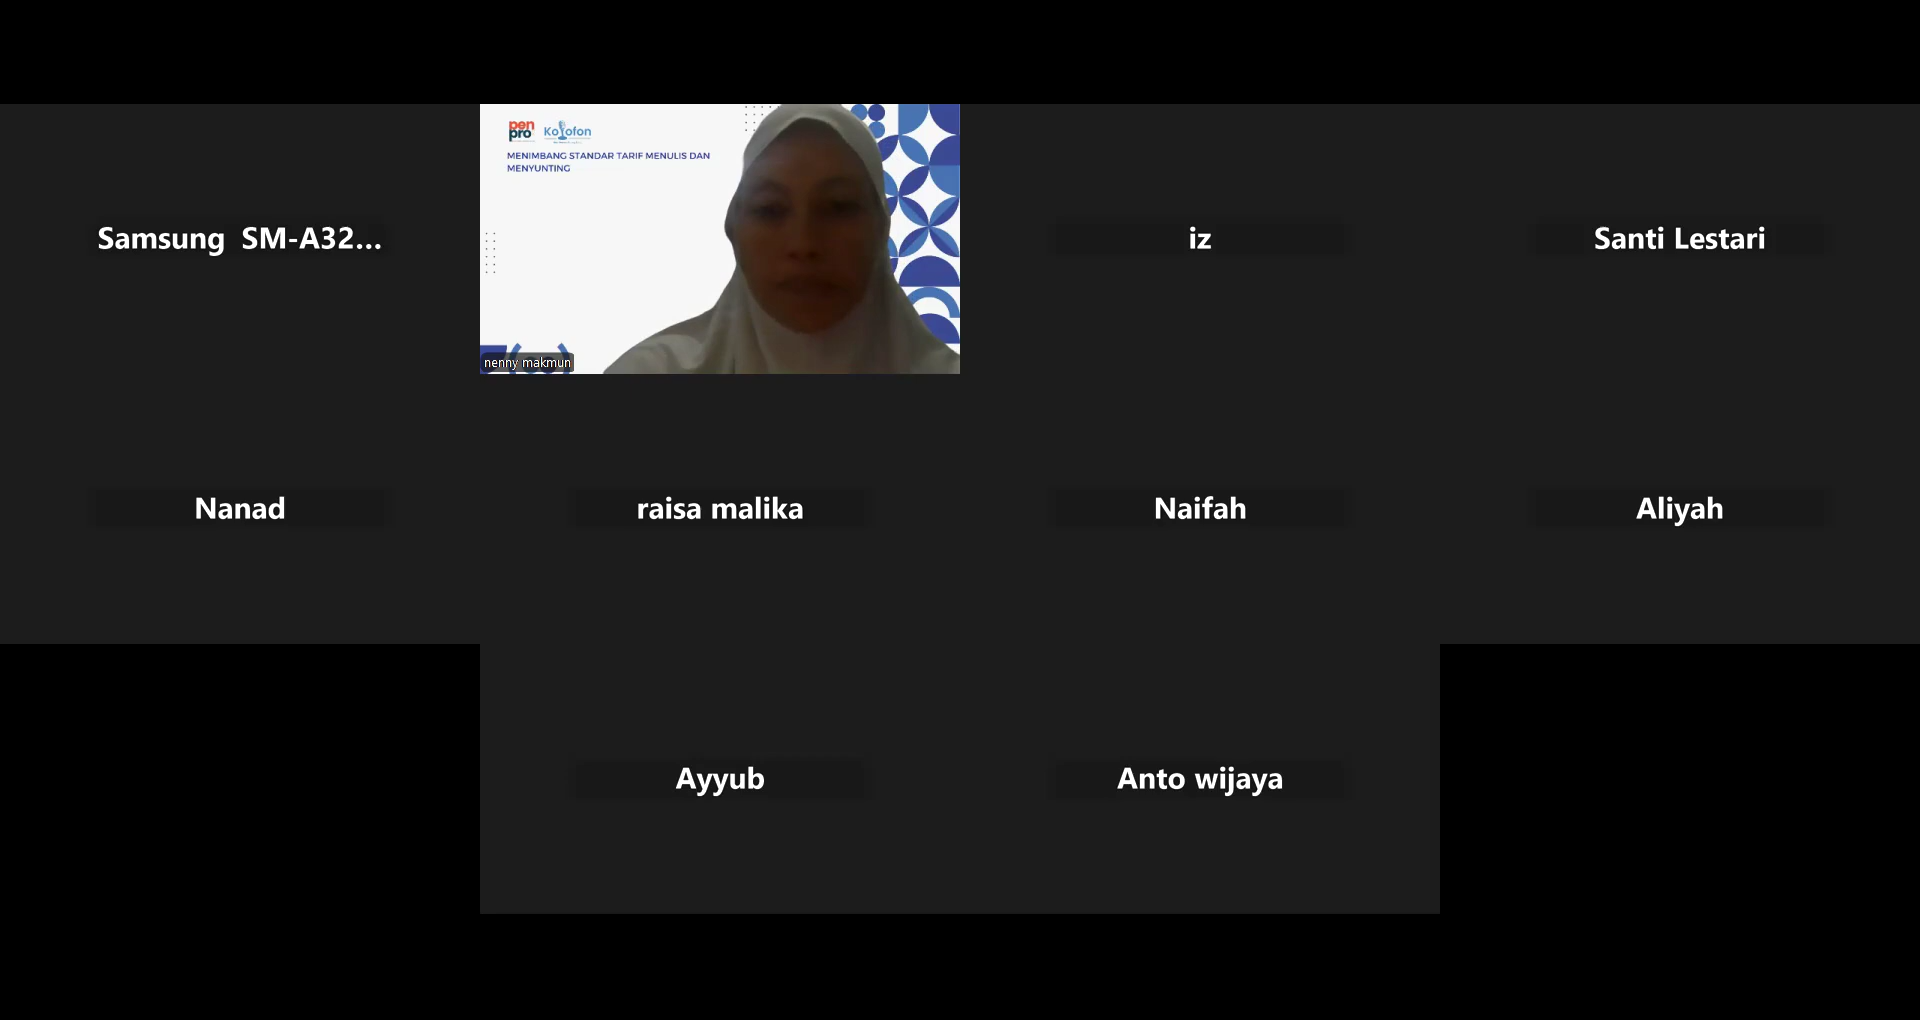 Samsung SM-A32...
pen
pro
Kolofon
MENIMBANG STANDAR TARIF MENULIS DAN
MENYUNTING
nenny makmun
iz
Santi Lestari
Nanad
raisa malika
Naifah
Aliyah
Ayyub
Anto wijaya